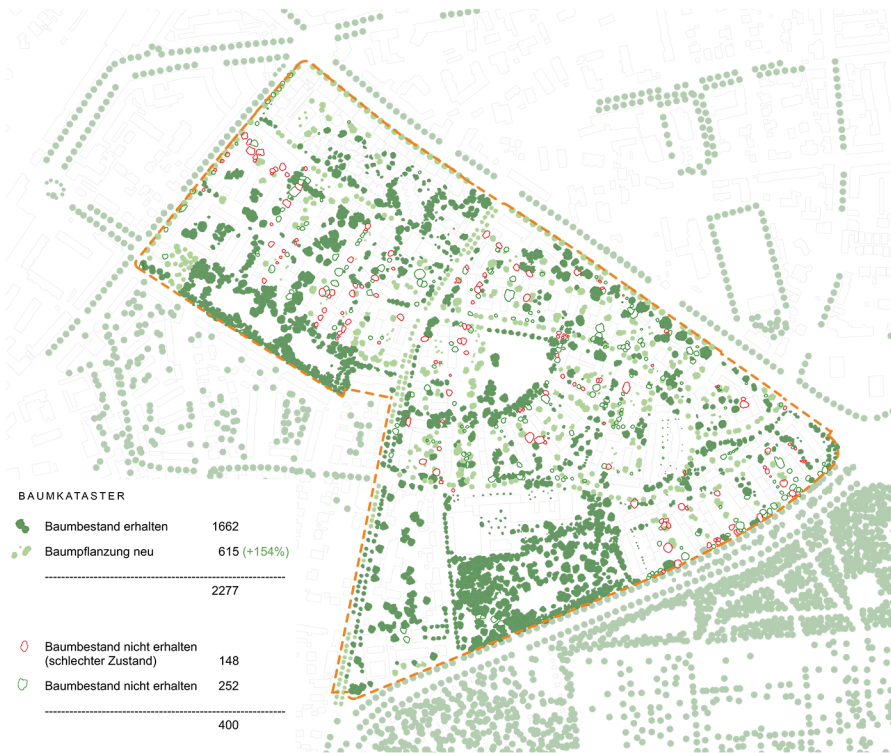 BAUMKATASTER
Baumbestand erhalten 1662
Baumpflanzung neu 615 (+154%)
2277
Baumbestand nicht erhalten
(schlechter Zustand) 148
Baumbestand nicht erhalten 252
400